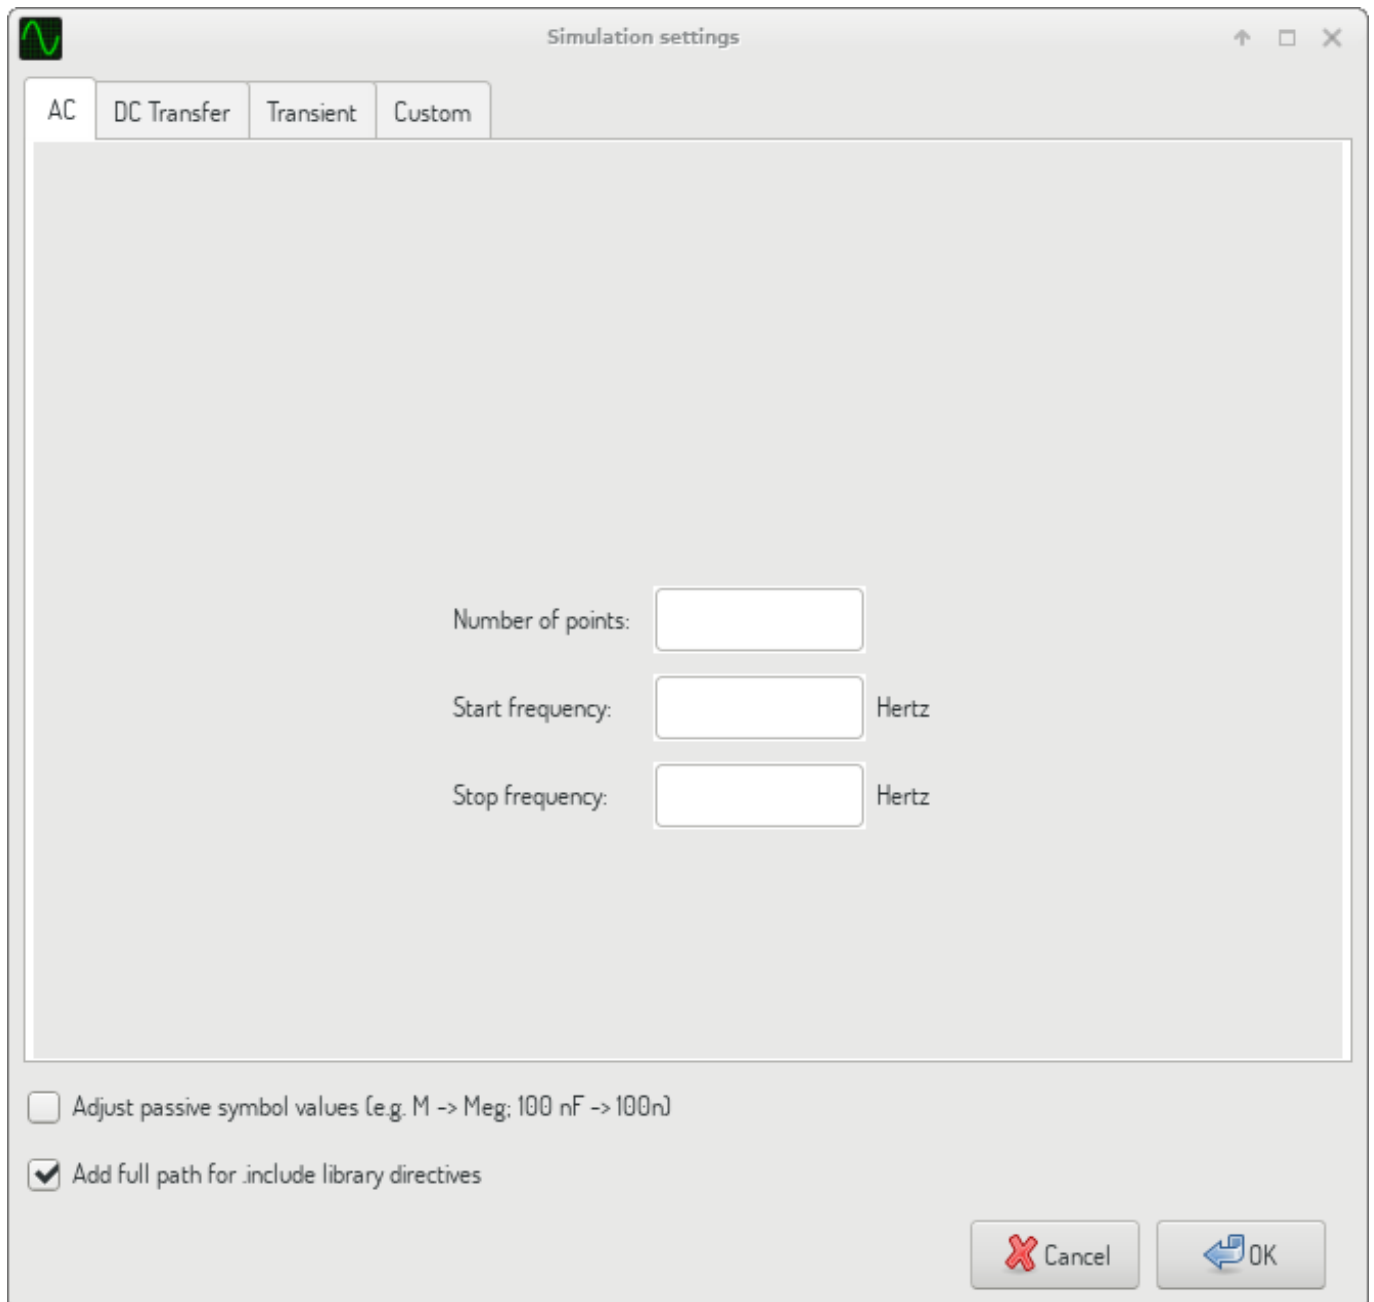 Simulation settings
AC DC Transfer Transient Custom
Number of points:
Start frequency: Hertz
Stop frequency: Hertz
Adjust passive symbol values (e.g. M -> Meg; 100 nF -> 100n)
Add full path for .include library directives
Cancel OK